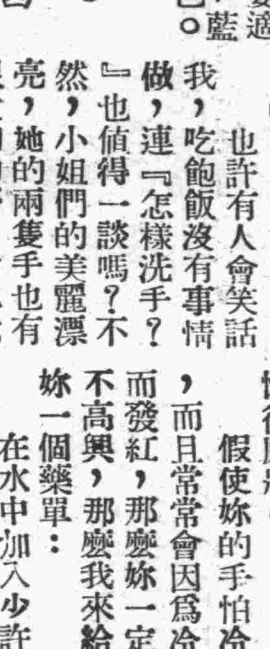 適
。藍
也許有人會笑話
我，吃飽飯沒有事情
做，連『怎樣洗手？
』也値得一談嗎？不
然，小姐們的美麗漂
亮，她的兩隻手也有
假使妳的手怕冷
，而且常常會因爲冷
而發紅，那麽妳一定
不高興，那麽我來給
妳一個藥單：
在水中加入少許